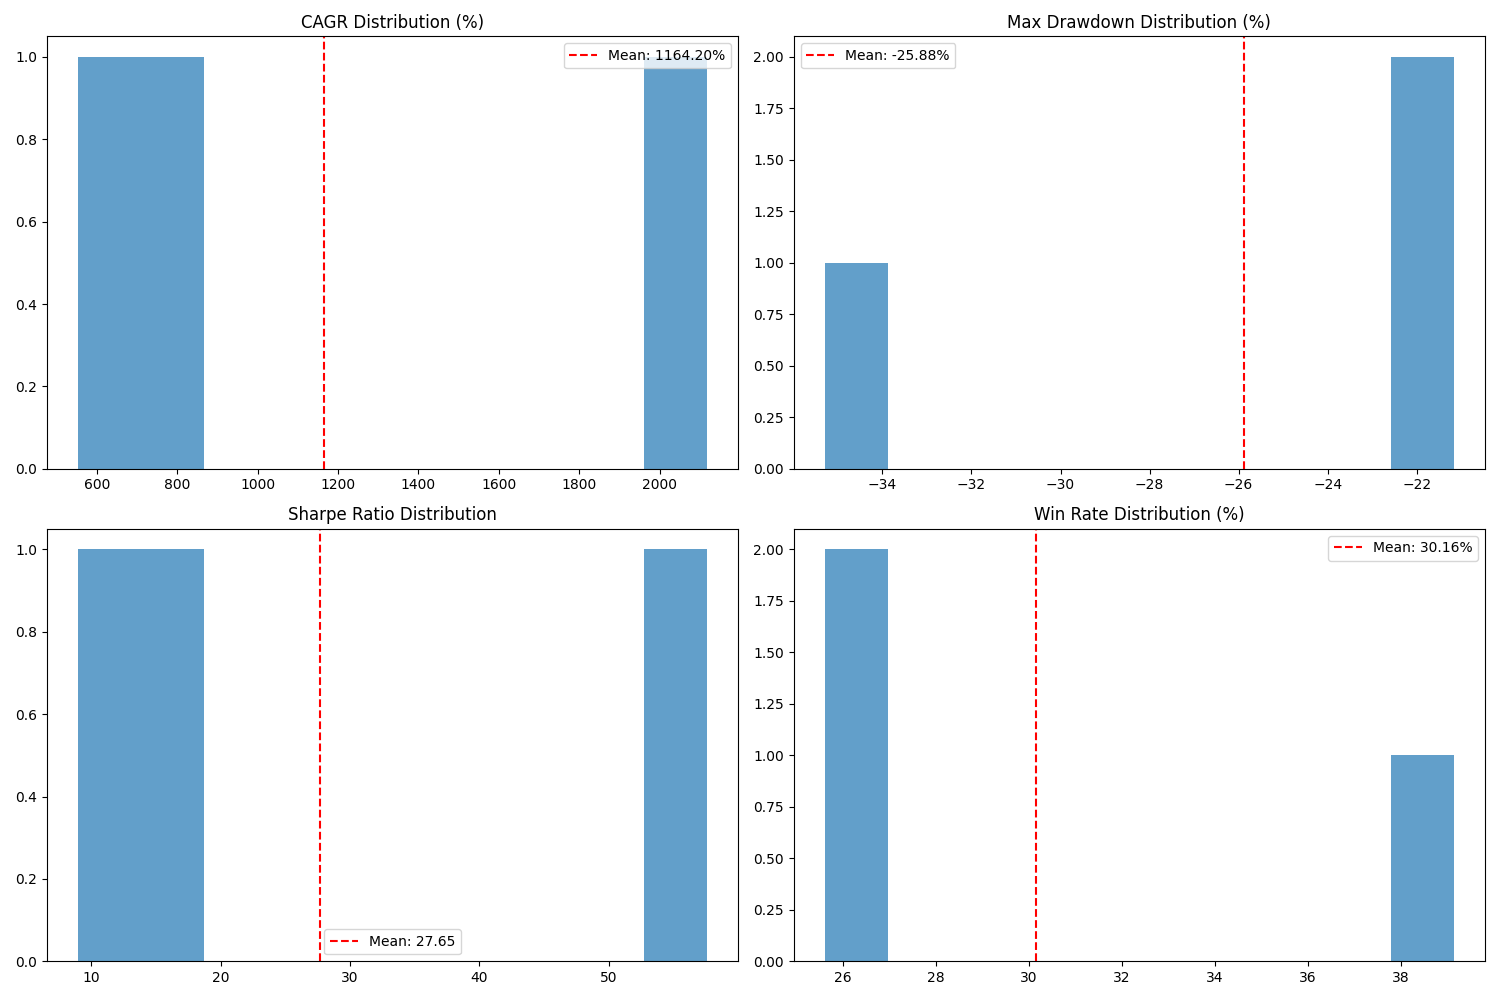 CAGR Distribution (%)
Mean: 1164.20%
1.0
0.8
0.6
0.4
0.2
0.0
600 800 1000 1200 1400 1600 1800 2000
Max Drawdown Distribution (%)
Mean: -25.88%
2.00
1.75
1.50
1.25
1.00
0.75
0.50
0.25
0.00
−34 −32 −30 −28 −26 −24 −22
Sharpe Ratio Distribution
1.0
0.8
0.6
0.4
0.2
0.0
Mean: 27.65
10 20 30 40 50
Win Rate Distribution (%)
Mean: 30.16%
2.00
1.75
1.50
1.25
1.00
0.75
0.50
0.25
0.00
26 28 30 32 34 36 38